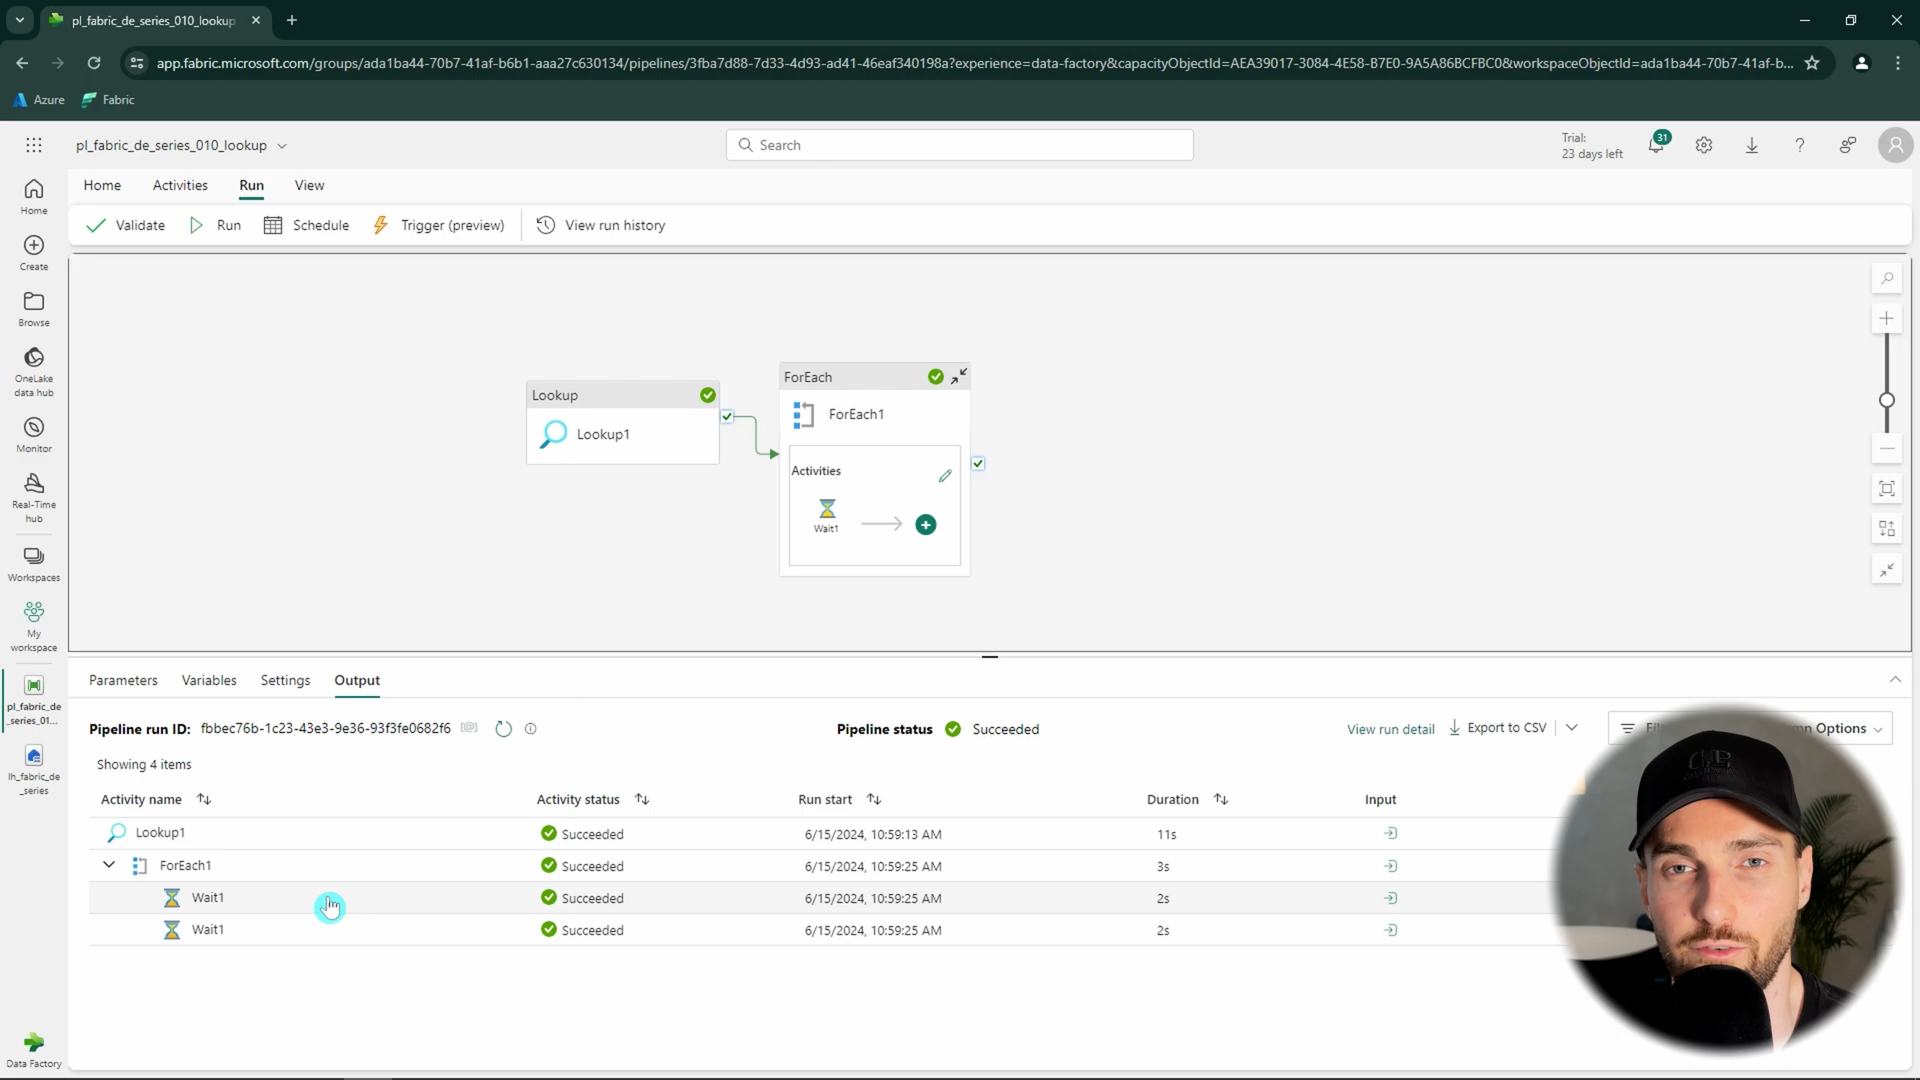 pl_fabric_de_series_010_lookup
app.fabric.microsoft.com/groups/ada1ba44-70b7-41af-b6b1-aaa27c630134/pipelines/3fba7d88-7d33-4d93-ad41-46eaf340198a?experience=data-factory&capacityObjectId=AEA39017-3084-4E58-B7E0-9A5A86BCFBC0&workspaceObjectId=ada1ba44-70b7-41af-b...
Azure Fabric
pl_fabric_de_series_010_lookup
Search
Trial:
23 days left
31
Home Activities Run View
Validate Run Schedule Trigger (preview) View run history
Home
Create
Browse
OneLake
data hub
Monitor
Real-Time
hub
Workspaces
My
workspace
pl_fabric_de
_series_01...
lh_fabric_de
_series
Data Factory
Lookup
Lookup1
ForEach
ForEach1
Activities
Wait1
Parameters Variables Settings Output
Pipeline run ID: fbbec76b-1c23-43e3-9e36-93f3fe0682f6 Pipeline status Succeeded View run detail Export to CSV Options
Showing 4 items
Activity name Activity status Run start Duration Input
Lookup1 Succeeded 6/15/2024, 10:59:13 AM 11s
ForEach1 Succeeded 6/15/2024, 10:59:25 AM 3s
Wait1 Succeeded 6/15/2024, 10:59:25 AM 2s
Wait1 Succeeded 6/15/2024, 10:59:25 AM 2s